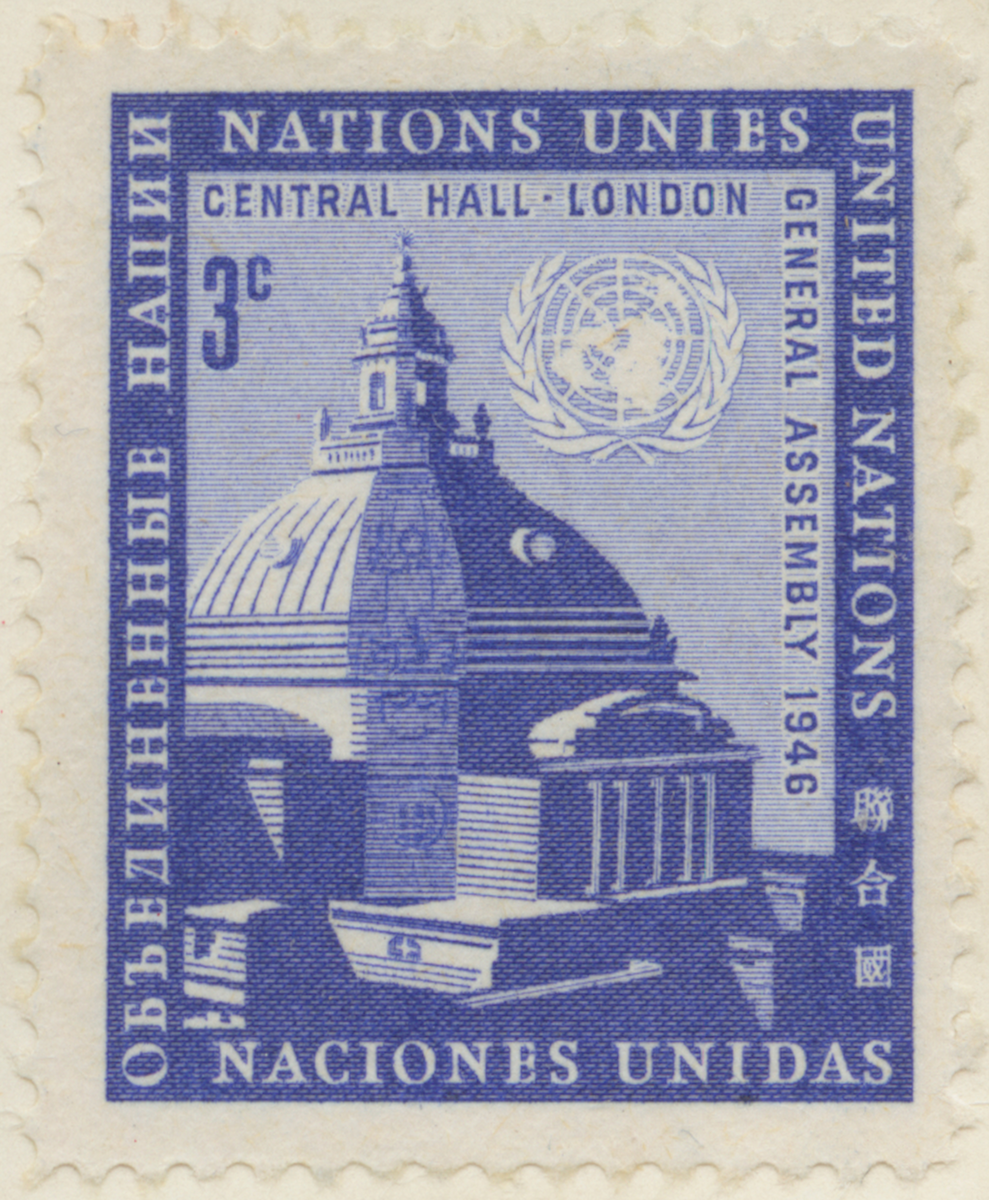 NATIONS UNIES
CENTRAL HALL · LONDON
3c
GENERAL ASSEMBLY 1946
UNITED NATIONS 聯合國
ОБЪЕДИНЕННЫЕ НАЦИИ
NACIONES UNIDAS